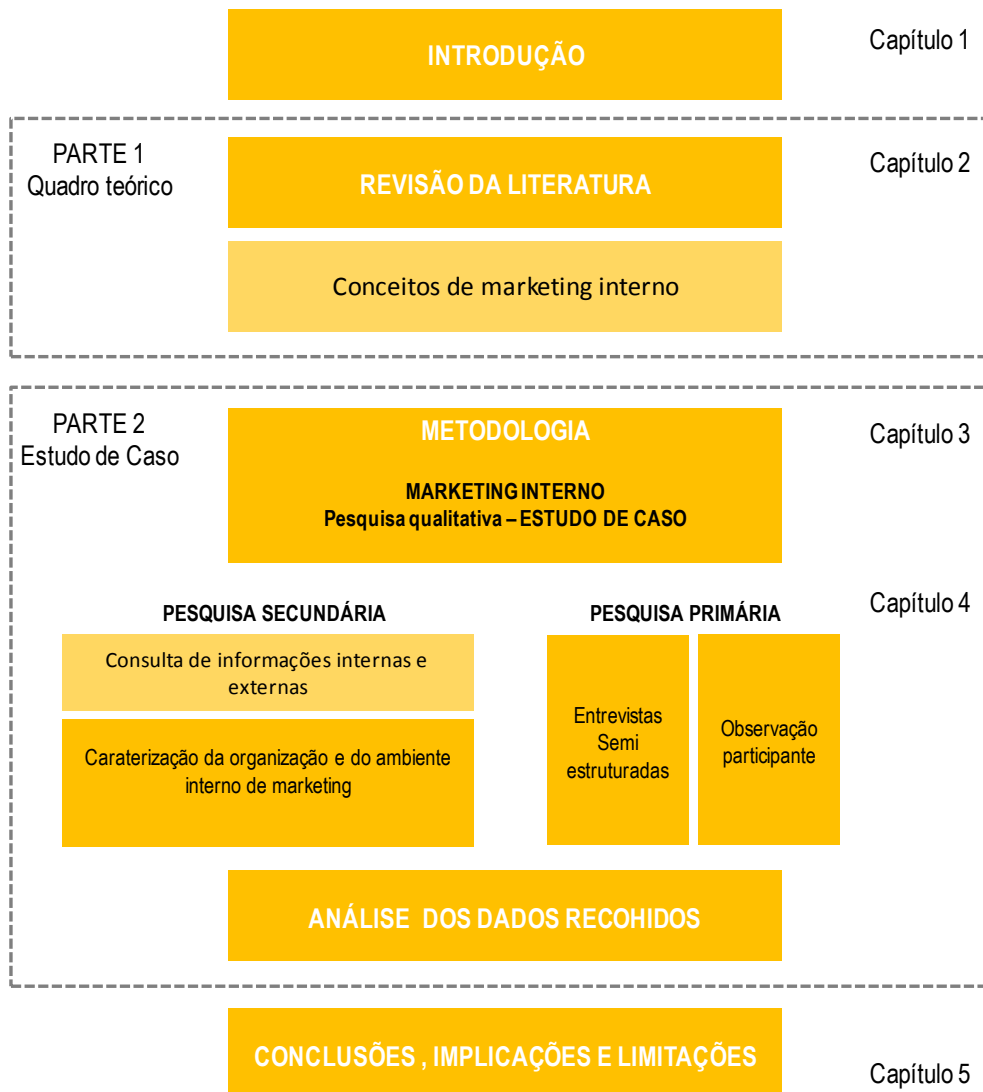 INTRODUÇÃO
Capítulo 1
PARTE 1
Quadro teórico
REVISÃO DA LITERATURA
Capítulo 2
Conceitos de marketing interno
PARTE 2
Estudo de Caso
METODOLOGIA
Capítulo 3
MARKETING INTERNO
Pesquisa qualitativa – ESTUDO DE CASO
Capítulo 4
PESQUISA SECUNDÁRIA
Consulta de informações internas e
externas
Caraterização da organização e do ambiente
interno de marketing
PESQUISA PRIMÁRIA
Entrevistas
Semi
estruturadas
Observação
participante
ANÁLISE DOS DADOS RECOHIDOS
CONCLUSÕES , IMPLICAÇÕES E LIMITAÇÕES
Capítulo 5